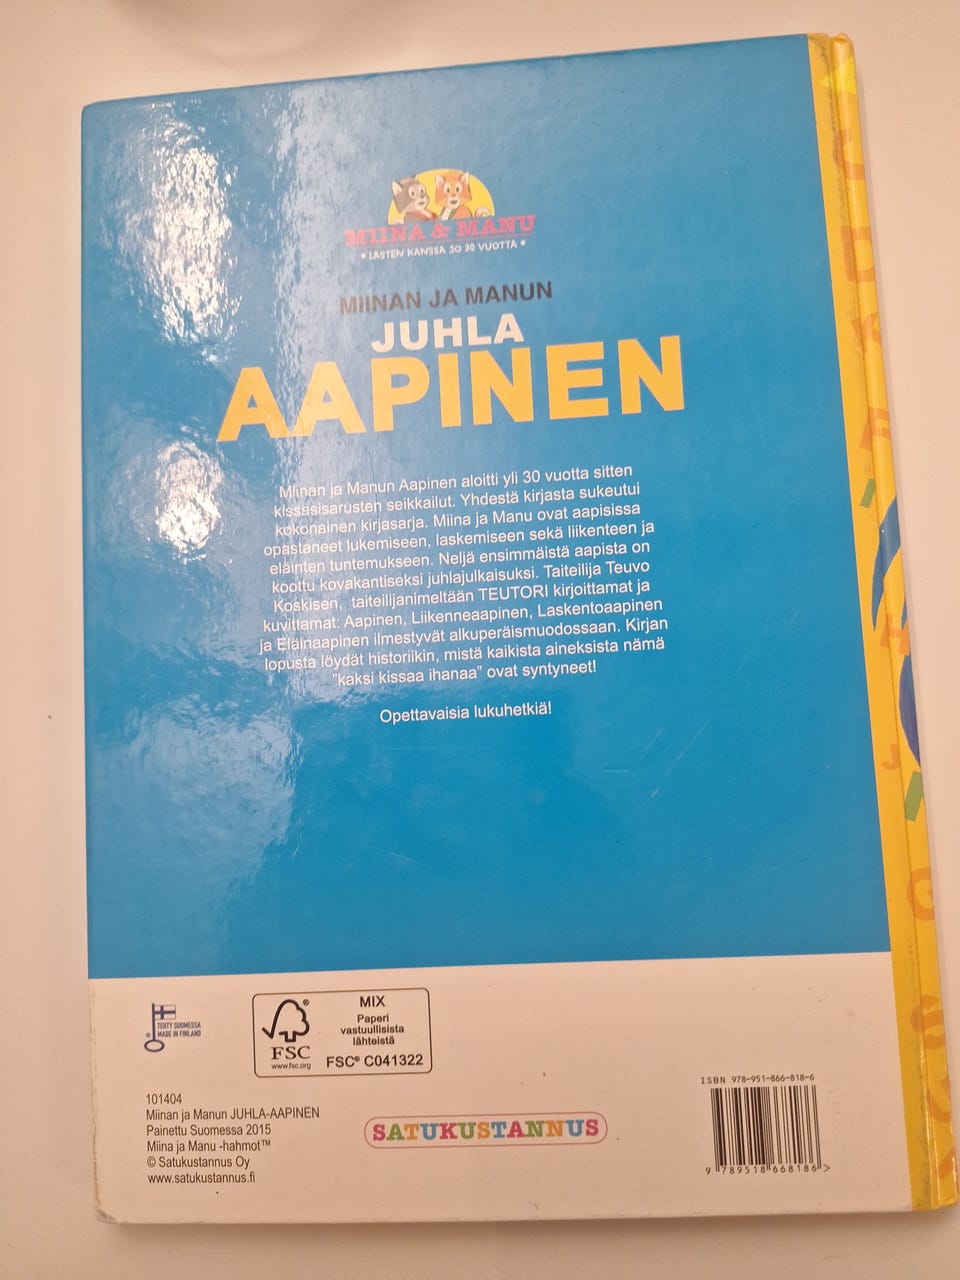 MIINA & MANU
• LASTEN KANSSA JO 30 VUOTTA •
MIINAN JA MANUN
JUHLA
AAPINEN
Miinan ja Manun Aapinen aloitti yli 30 vuotta sitten
kissasisarusten seikkailut. Yhdestä kirjasta sukeutui
kokonainen kirjasarja. Miina ja Manu ovat aapisissa
opastaneet lukemiseen, laskemiseen sekä liikenteen ja
eläinten tuntemukseen. Neljä ensimmäistä aapista on
koottu kovakantiseksi juhlajulkaisuksi. Taiteilija Teuvo
Koskisen, taiteilijanimeltään TEUTORI kirjoittamat ja
kuvittamat: Aapinen, Liikenneaapinen, Laskentoaapinen
ja Eläinaapinen ilmestyvät alkuperäismuodossaan. Kirjan
lopusta löydät historiikin, mistä kaikista aineksista nämä
"kaksi kissaa ihanaa" ovat syntyneet!
Opettavaisia lukuhetkiä!
TEHTY SUOMESSA
MADE IN FINLAND
FSC®
www.fsc.org
MIX
Paperi
vastuullisista
lähteistä
FSC® C041322
101404
Miinan ja Manun JUHLA-AAPINEN
Painettu Suomessa 2015
Miina ja Manu -hahmot™
© Satukustannus Oy
www.satukustannus.fi
SATUKUSTANNUS
ISBN 978-951-866-818-6
9 789518 668186 >